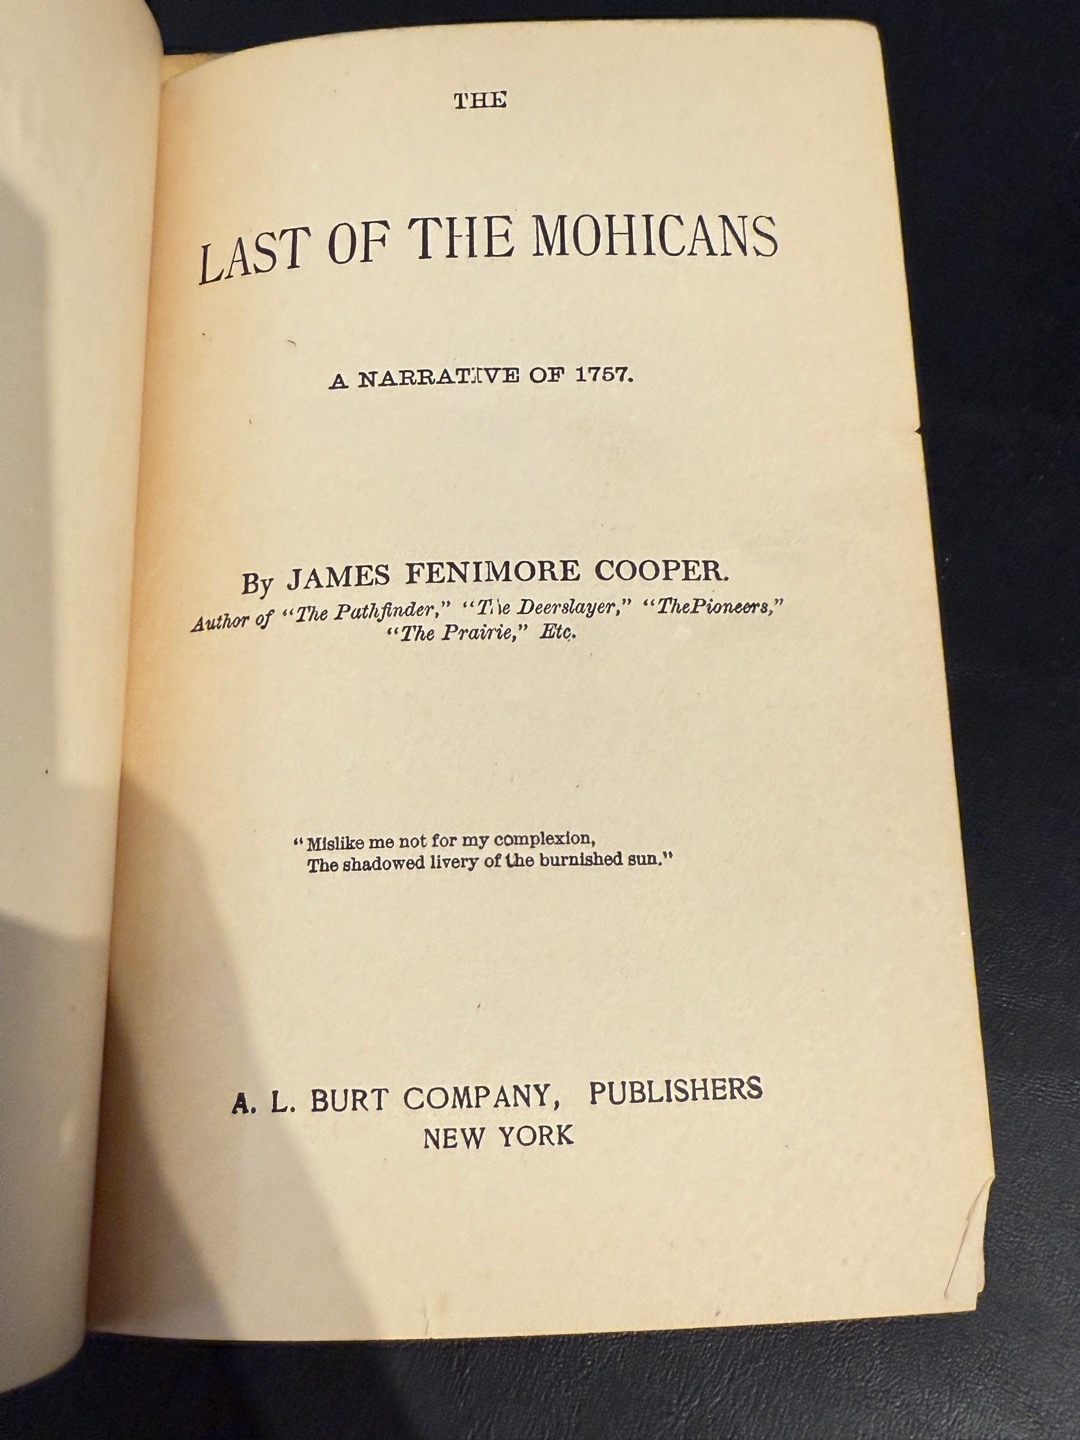 THE
LAST OF THE MOHICANS
A NARRATIVE OF 1757.
By JAMES FENIMORE COOPER.
Author of "The Pathfinder," "The Deerslayer," "ThePioneers,"
"The Prairie," Etc.
"Mislike me not for my complexion,
The shadowed livery of the burnished sun."
A. L. BURT COMPANY, PUBLISHERS
NEW YORK